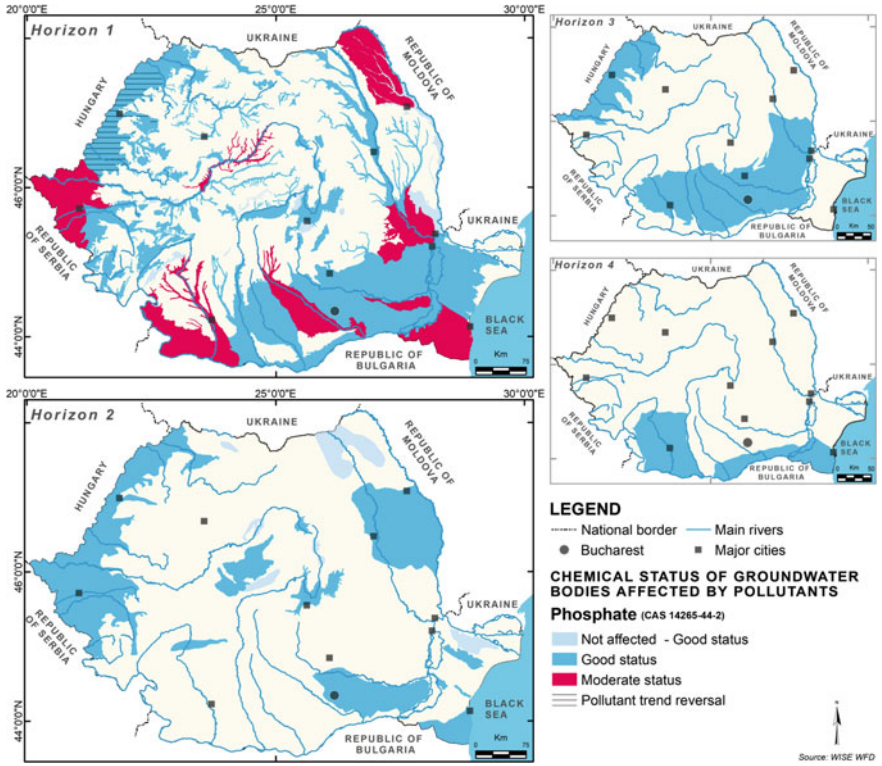 20°0'0"E
25°0'0"E
30°0'0"E
Horizon 1
UKRAINE
REPUBLIC OF MOLDOVA
HUNGARY
46°0'0"N
REPUBLIC OF SERBIA
UKRAINE
44°0'0"N
BLACK SEA
REPUBLIC OF BULGARIA
Km
0 75
20°0'0"E
25°0'0"E
30°0'0"E
Horizon 2
UKRAINE
REPUBLIC OF MOLDOVA
HUNGARY
46°0'0"N
REPUBLIC OF SERBIA
UKRAINE
44°0'0"N
BLACK SEA
REPUBLIC OF BULGARIA
Km
0 75
Horizon 3
UKRAINE
REPUBLIC OF MOLDOVA
HUNGARY
UKRAINE
REPUBLIC OF SERBIA
BLACK SEA
REPUBLIC OF BULGARIA
Km
0 50
Horizon 4
UKRAINE
REPUBLIC OF MOLDOVA
HUNGARY
UKRAINE
REPUBLIC OF SERBIA
BLACK SEA
REPUBLIC OF BULGARIA
Km
0 50
LEGEND
National border
Main rivers
Bucharest
Major cities
CHEMICAL STATUS OF GROUNDWATER
BODIES AFFECTED BY POLLUTANTS
Phosphate (CAS 14265-44-2)
Not affected - Good status
Good status
Moderate status
Pollutant trend reversal
Source: WISE WFD